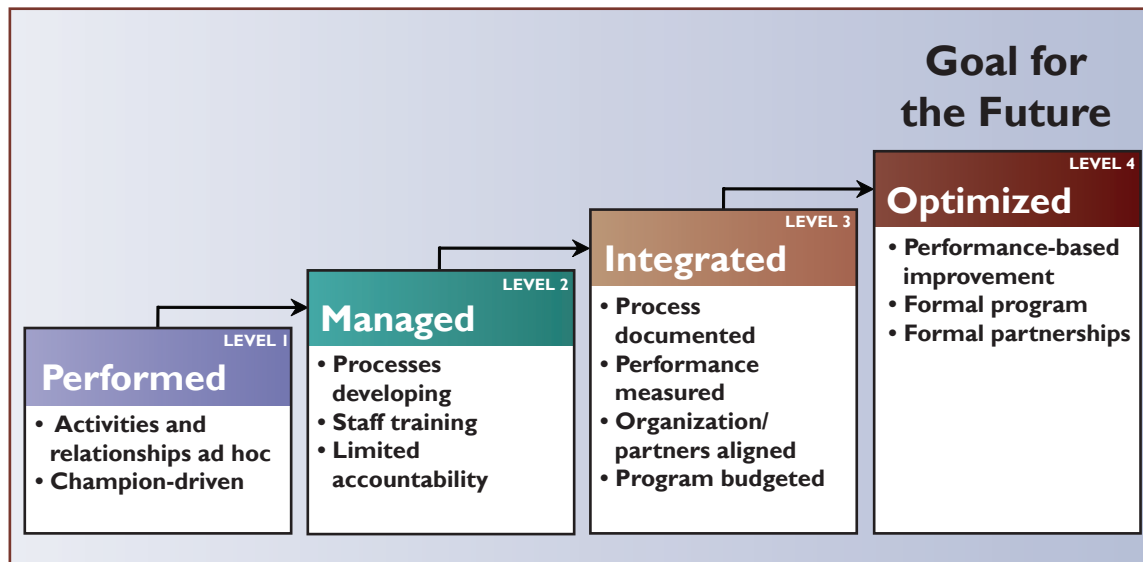 Goal for
the Future
LEVEL 1
Performed
• Activities and
relationships ad hoc
• Champion-driven
LEVEL 2
Managed
• Processes
developing
• Staff training
• Limited
accountability
LEVEL 3
Integrated
• Process
documented
• Performance
measured
• Organization/
partners aligned
• Program budgeted
LEVEL 4
Optimized
• Performance-based
improvement
• Formal program
• Formal partnerships